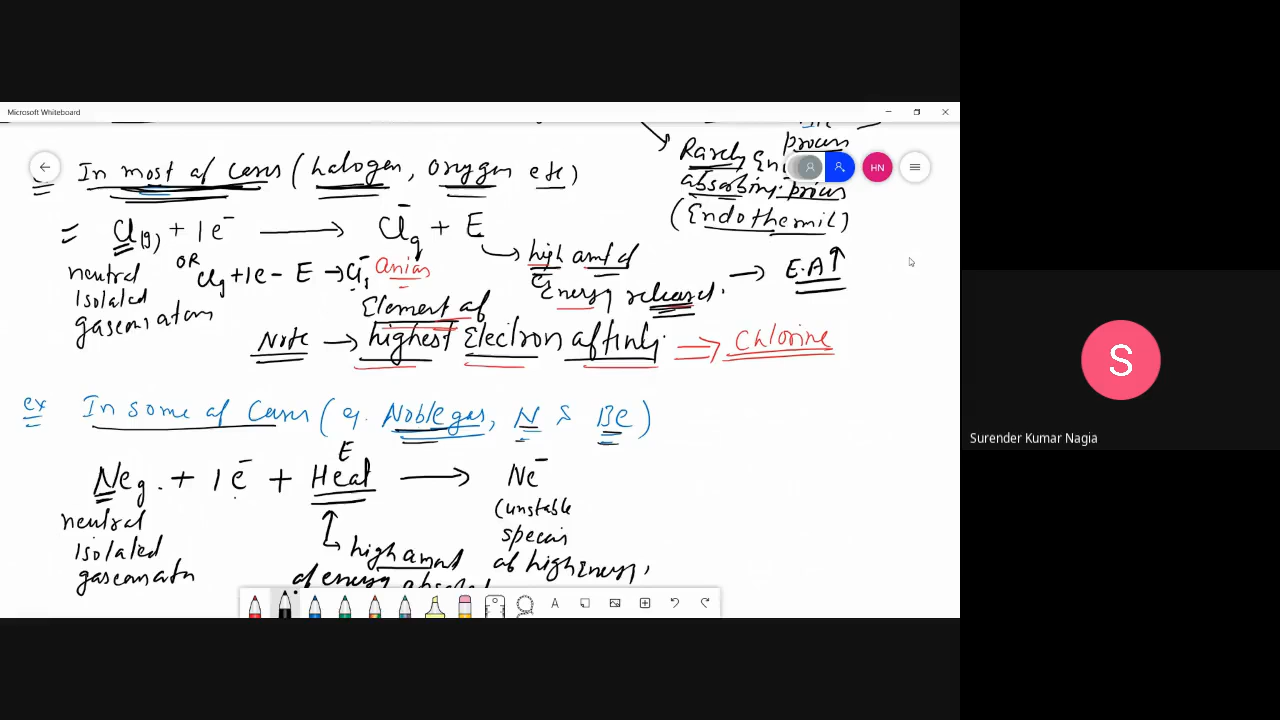 Microsoft Whiteboard
process
Rarely
absorbing process
(Endothermic)
In most of Cases (halogen, oxygen etc)
= Cl(g) + 1e⁻ ⟶ Cl⁻g + E
OR Clg + 1e⁻ - E → Cl⁻g anion
neutral
isolated
gaseous atoms
high amt of
Energy released. → E.A↑
Element of
Note → highest Electron affinity ⇒ Chlorine
ex In some of Cases (eg. Noble gas, N & Be)
E
Neg. + 1e⁻ + Heat ⟶ Ne⁻
neutral
isolated
gaseous atom
high amount
of energy absorbed
(unstable
species
of high Energy)
HN
S
Surender Kumar Nagia
A